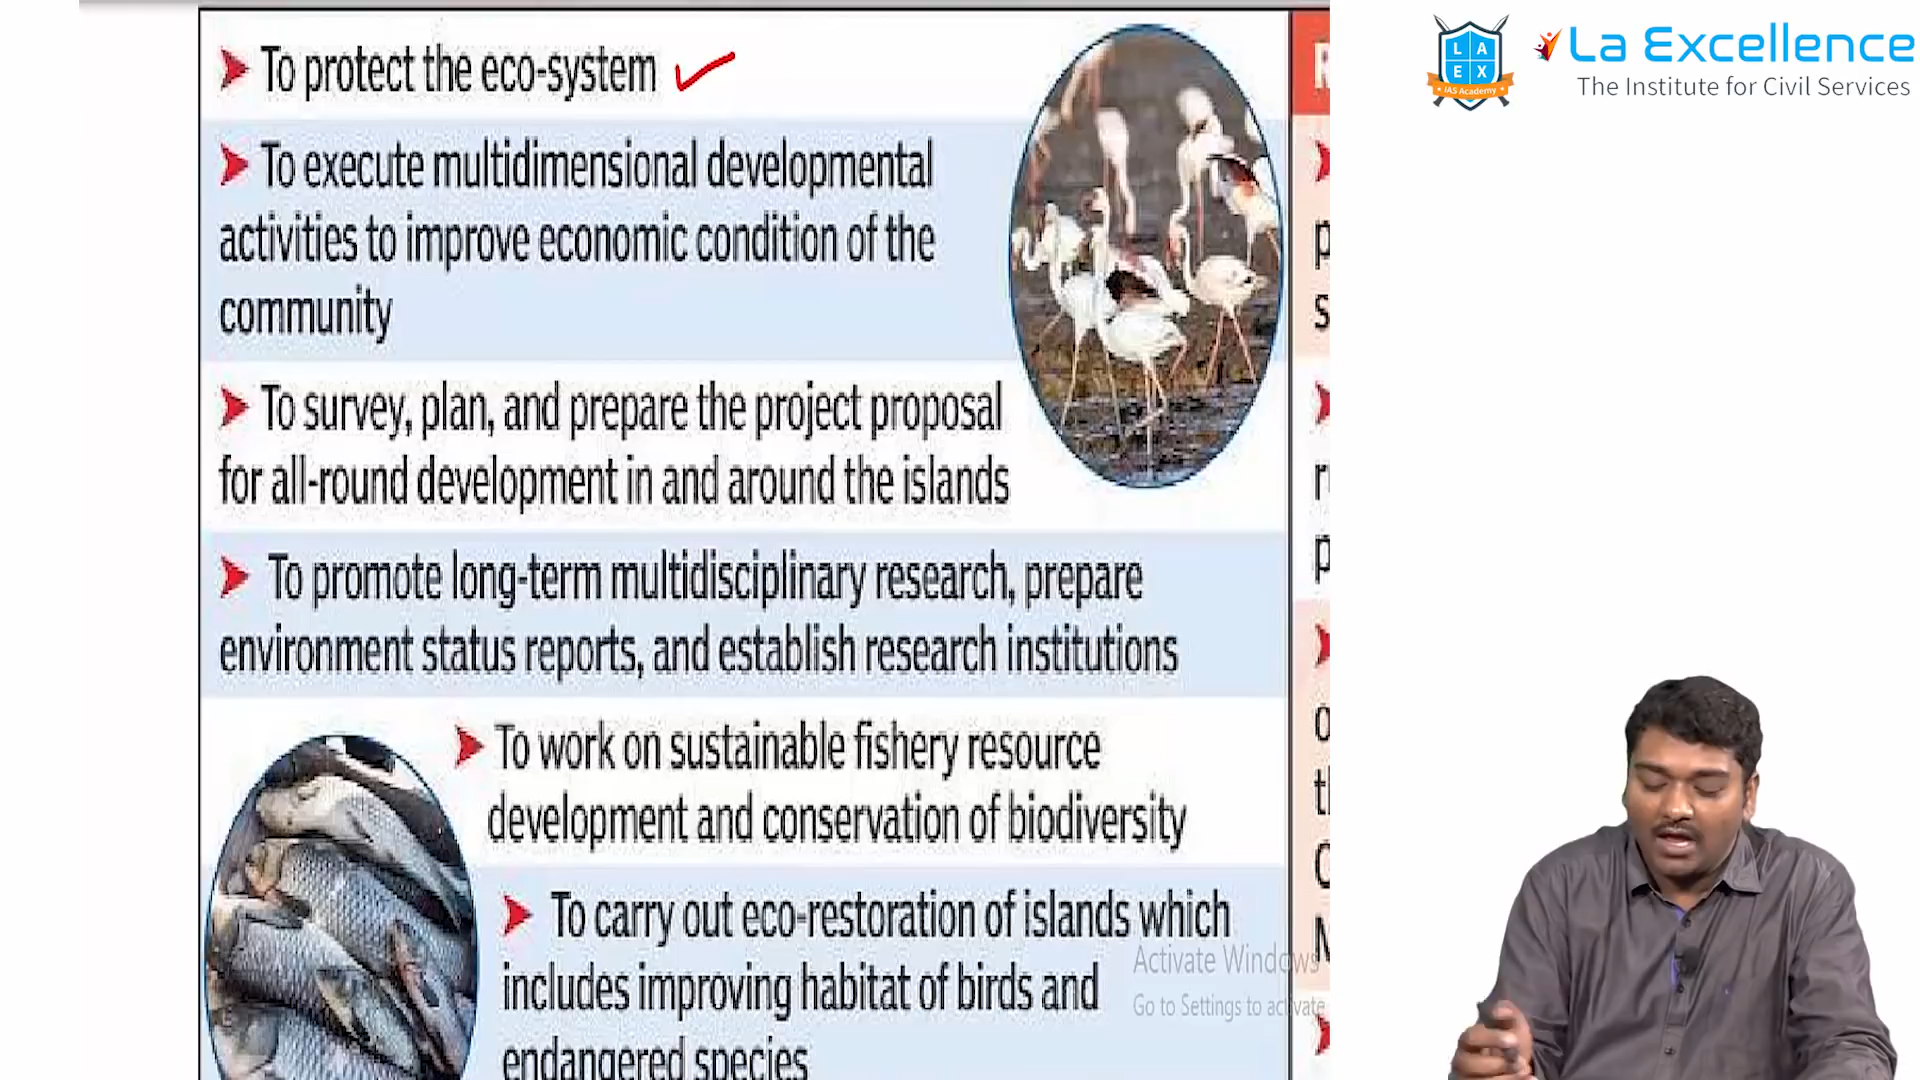 To protect the eco-system
To execute multidimensional developmental
activities to improve economic condition of the
community
To survey, plan, and prepare the project proposal
for all-round development in and around the islands
To promote long-term multidisciplinary research, prepare
environment status reports, and establish research institutions
To work on sustainable fishery resource
development and conservation of biodiversity
To carry out eco-restoration of islands which
includes improving habitat of birds and
endangered species
Activate Windows
Go to Settings to activate
L A
E X
IAS Academy
La Excellence
The Institute for Civil Services